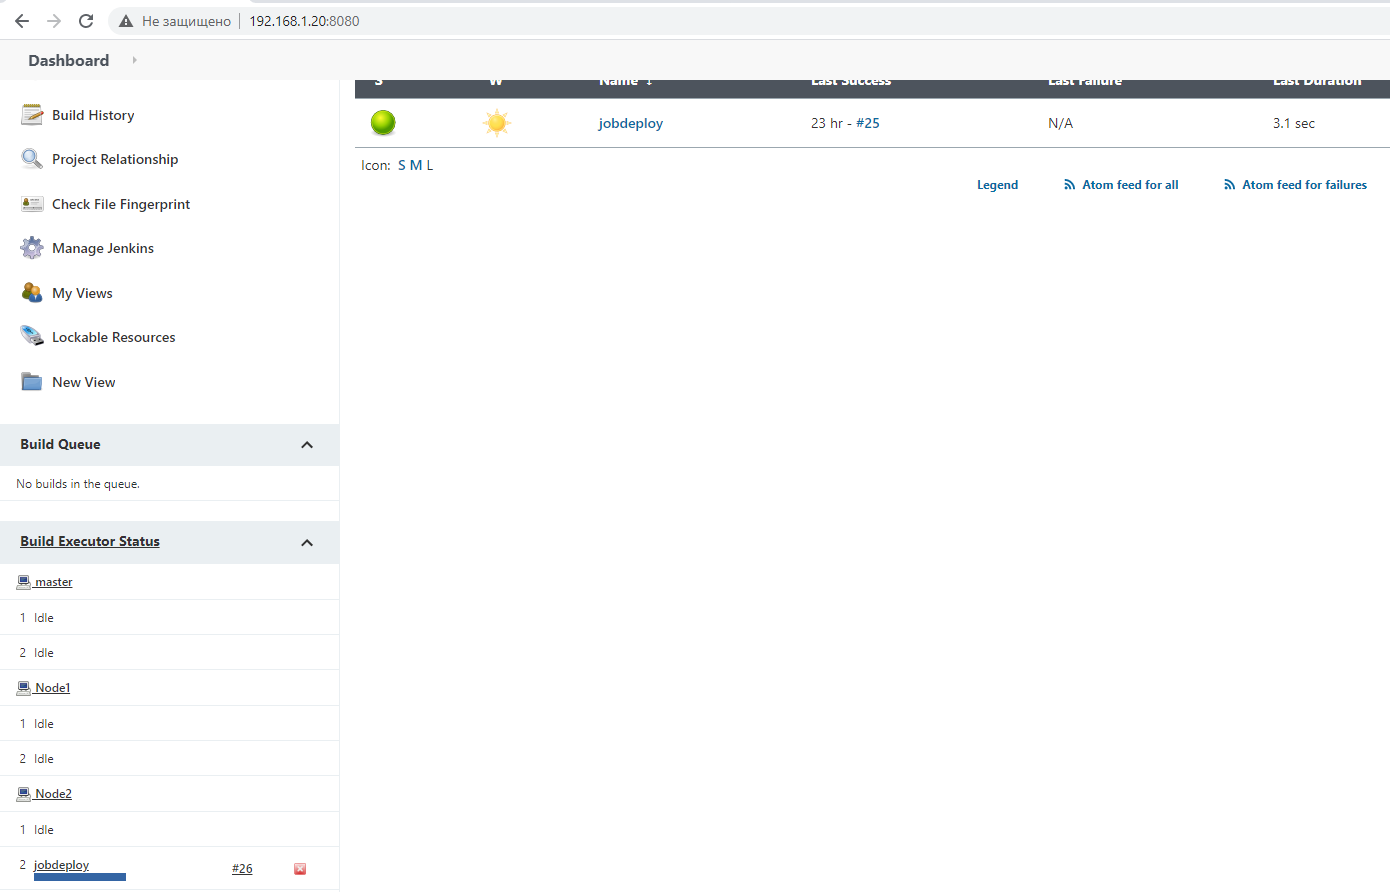 Не защищено 192.168.1.20:8080
Dashboard
Build History
Project Relationship
Check File Fingerprint
Manage Jenkins
My Views
Lockable Resources
New View
Build Queue
No builds in the queue.
Build Executor Status
master
1 Idle
2 Idle
Node1
1 Idle
2 Idle
Node2
1 Idle
2 jobdeploy #26
S W Name ↓ Last Success Last Failure Last Duration
jobdeploy 23 hr - #25 N/A 3.1 sec
Icon: S M L
Legend Atom feed for all Atom feed for failures